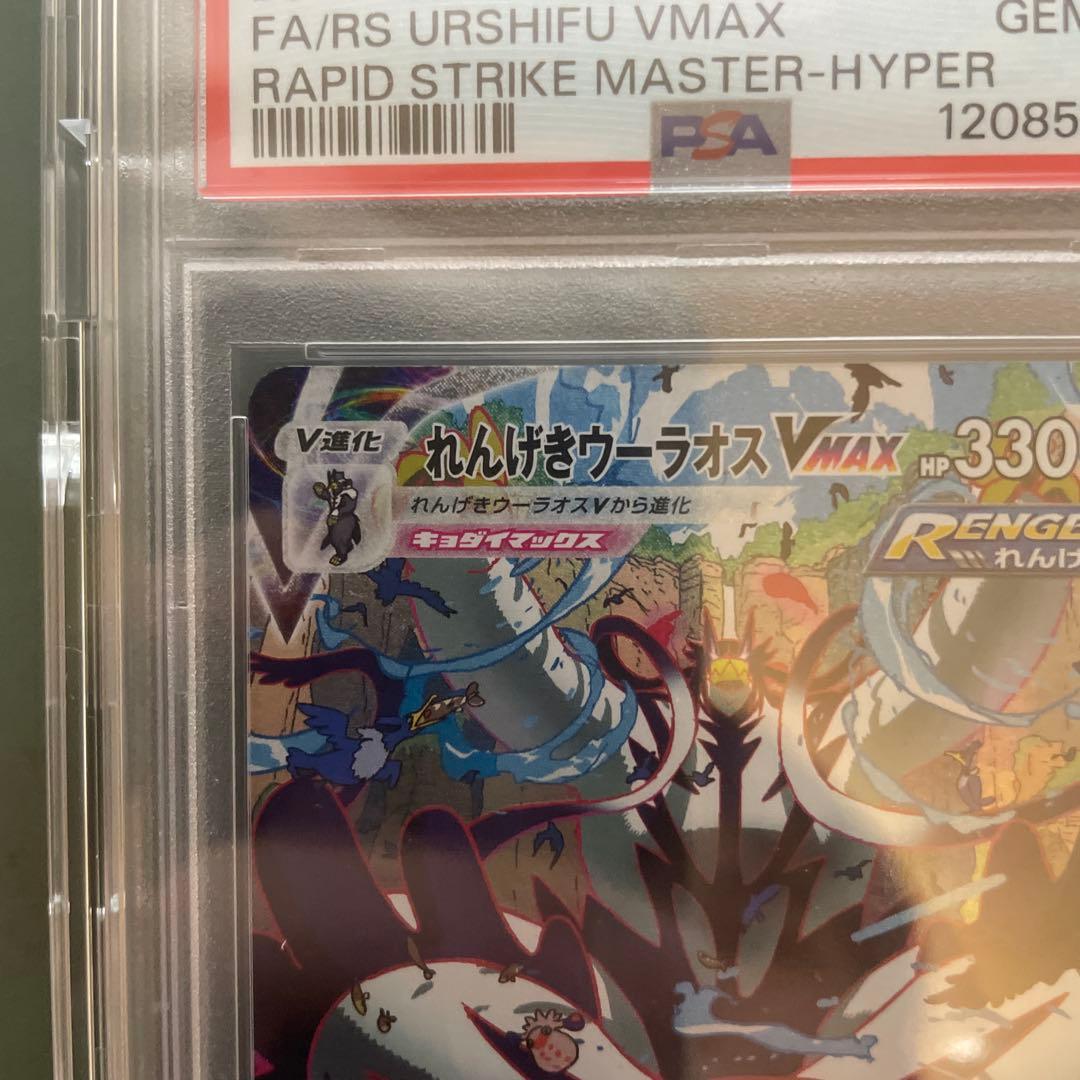 FA/RS URSHIFU VMAX GEM
RAPID STRIKE MASTER-HYPER
PSA 12085
V進化 れんげきウーラオス VMAX HP 330
れんげきウーラオスVから進化
キョダイマックス
RENGE
れんげ